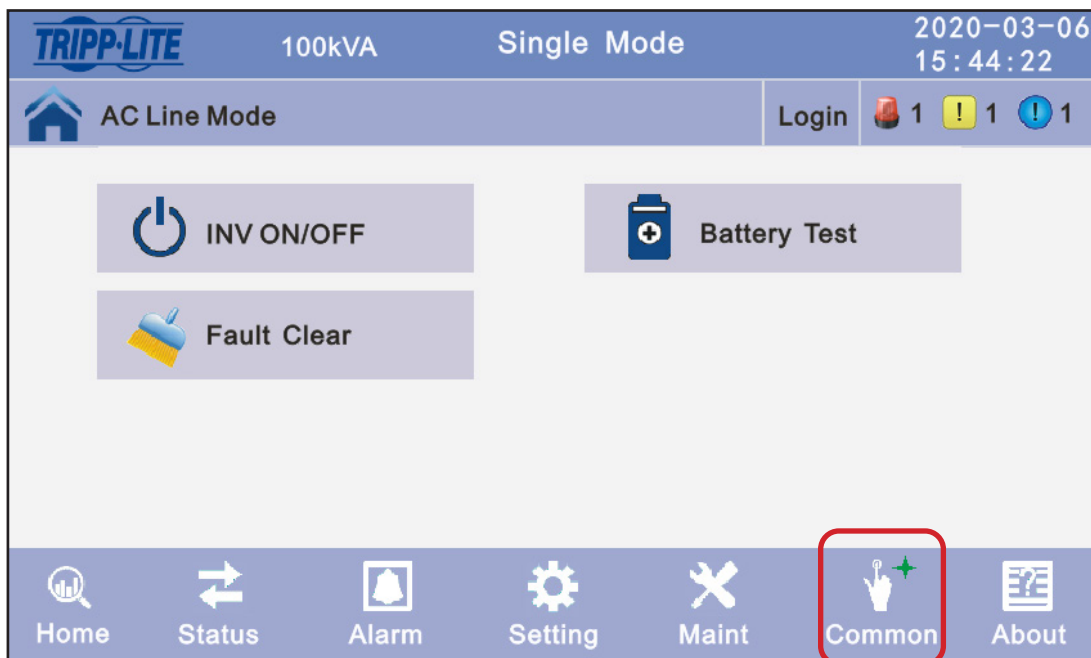 TRIPP·LITE 100kVA Single Mode 2020-03-06
15:44:22
AC Line Mode Login 1 ! 1 ! 1
INV ON/OFF Battery Test
Fault Clear
Home Status Alarm Setting Maint Common About